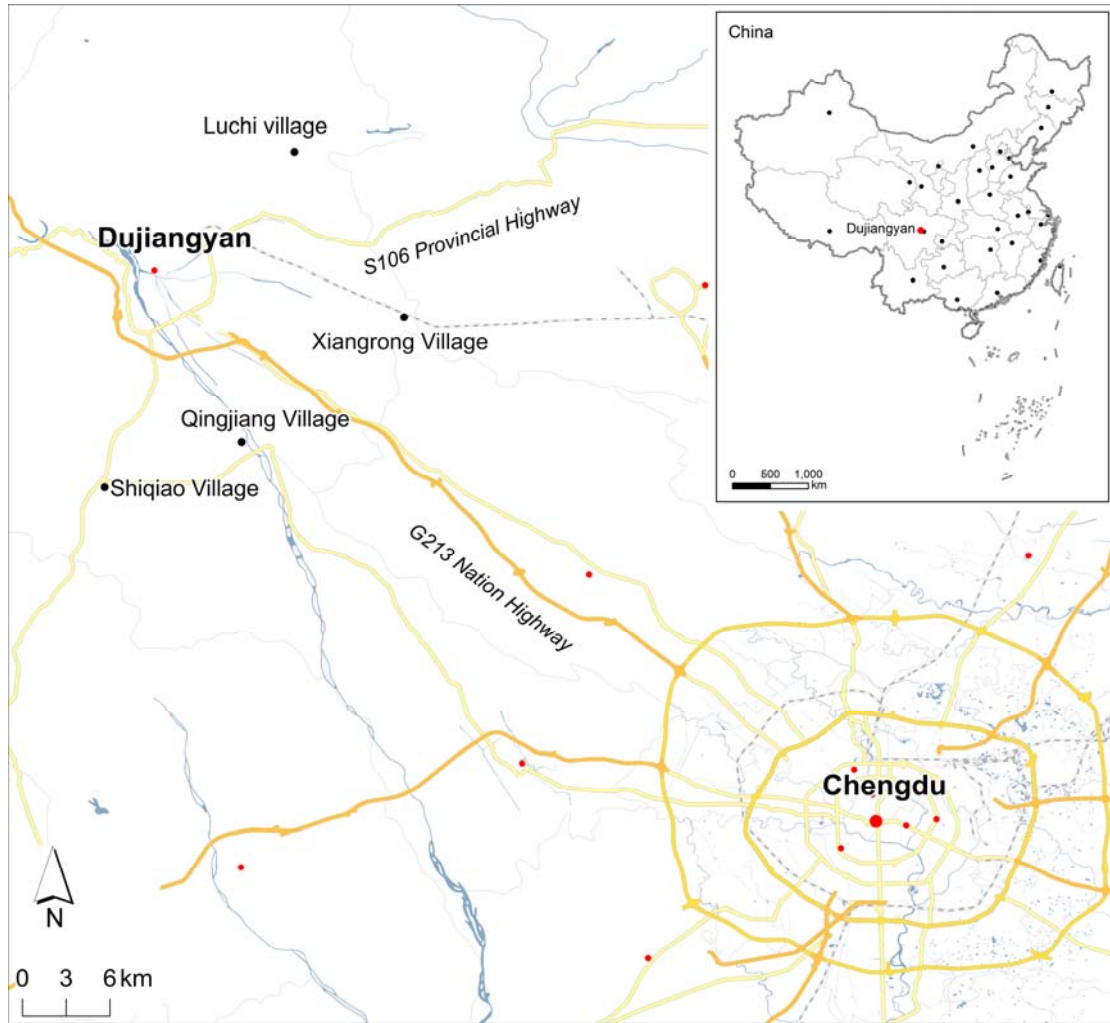 China
Luchi village
Dujiangyan
S106 Provincial Highway
Dujiangyan
Xiangrong Village
Qingjiang Village
Shiqiao Village
0 500 1,000
km
G213 Nation Highway
Chengdu
N
0 3 6 km